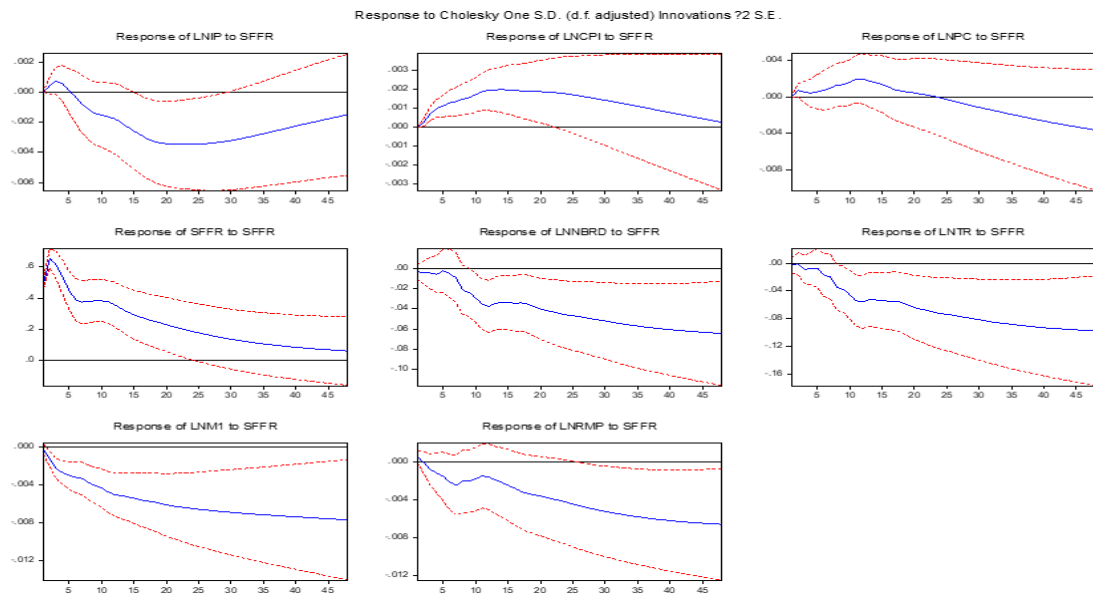 Response to Cholesky One S.D. (d.f. adjusted) Innovations ?2 S.E.
Response of LNIP to SFFR
.002
.000
-.002
-.004
-.006
5 10 15 20 25 30 35 40 45
Response of LNCPI to SFFR
.003
.002
.001
.000
-.001
-.002
-.003
5 10 15 20 25 30 35 40 45
Response of LNPC to SFFR
.004
.000
-.004
-.008
5 10 15 20 25 30 35 40 45
Response of SFFR to SFFR
.6
.4
.2
.0
5 10 15 20 25 30 35 40 45
Response of LNNBRD to SFFR
.00
-.02
-.04
-.06
-.08
-.10
5 10 15 20 25 30 35 40 45
Response of LNTR to SFFR
.00
-.04
-.08
-.12
-.16
5 10 15 20 25 30 35 40 45
Response of LNM1 to SFFR
.000
-.004
-.008
-.012
5 10 15 20 25 30 35 40 45
Response of LNRMP to SFFR
.000
-.004
-.008
-.012
5 10 15 20 25 30 35 40 45